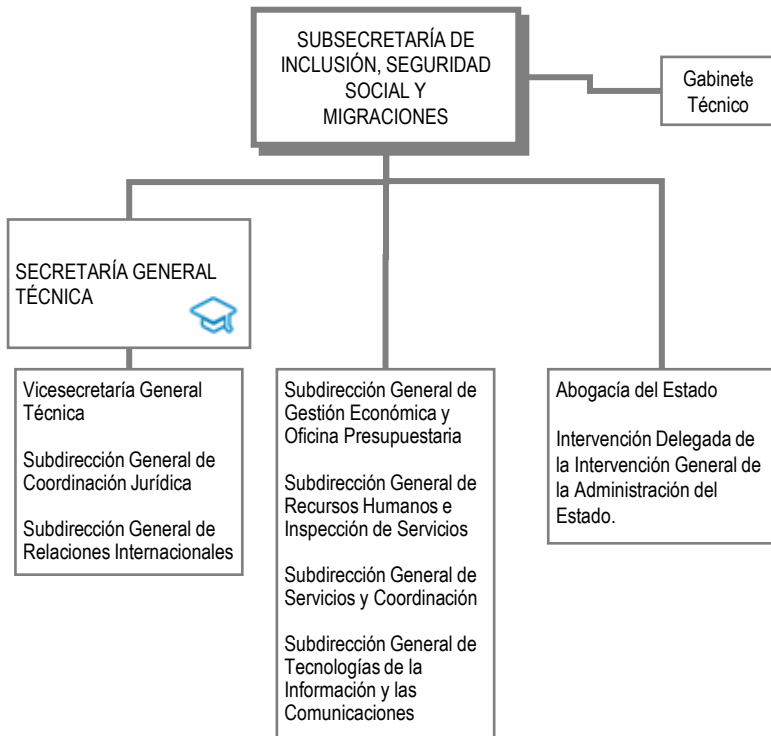 SUBSECRETARÍA DE
INCLUSIÓN, SEGURIDAD
SOCIAL Y
MIGRACIONES
Gabinete
Técnico
SECRETARÍA GENERAL
TÉCNICA
Vicesecretaría General
Técnica
Subdirección General de
Coordinación Jurídica
Subdirección General de
Relaciones Internacionales
Subdirección General de
Gestión Económica y
Oficina Presupuestaria
Subdirección General de
Recursos Humanos e
Inspección de Servicios
Subdirección General de
Servicios y Coordinación
Subdirección General de
Tecnologías de la
Información y las
Comunicaciones
Abogacía del Estado
Intervención Delegada de
la Intervención General de
la Administración del
Estado.